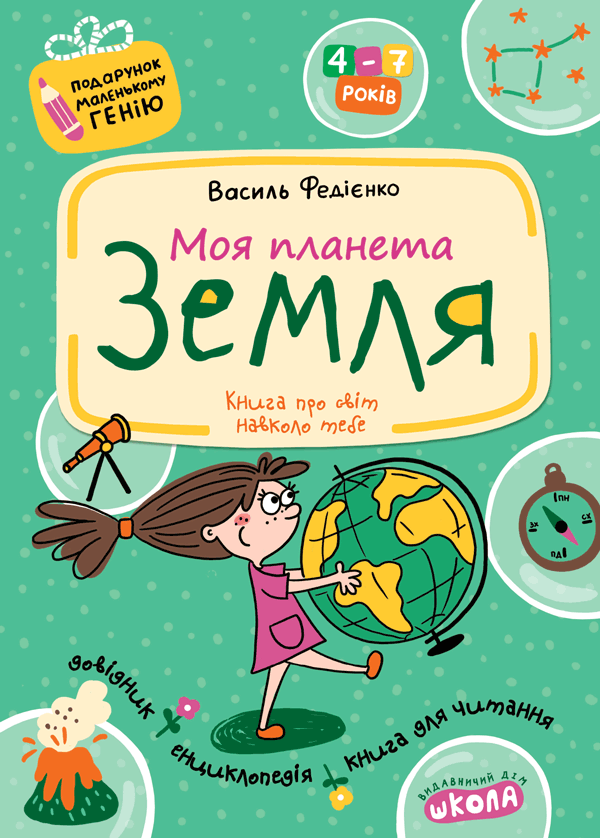 ПОДАРУНОК
МАЛЕНЬКОМУ
ГЕНІЮ
4-7
РОКІВ
Василь Федієнко
Моя планета
Земля
Книга про світ
навколо тебе
ПН
ЗХ
СХ
ПД
довідник
енциклопедія
книга для читання
ВИДАВНИЧИЙ ДІМ
ШКОЛА